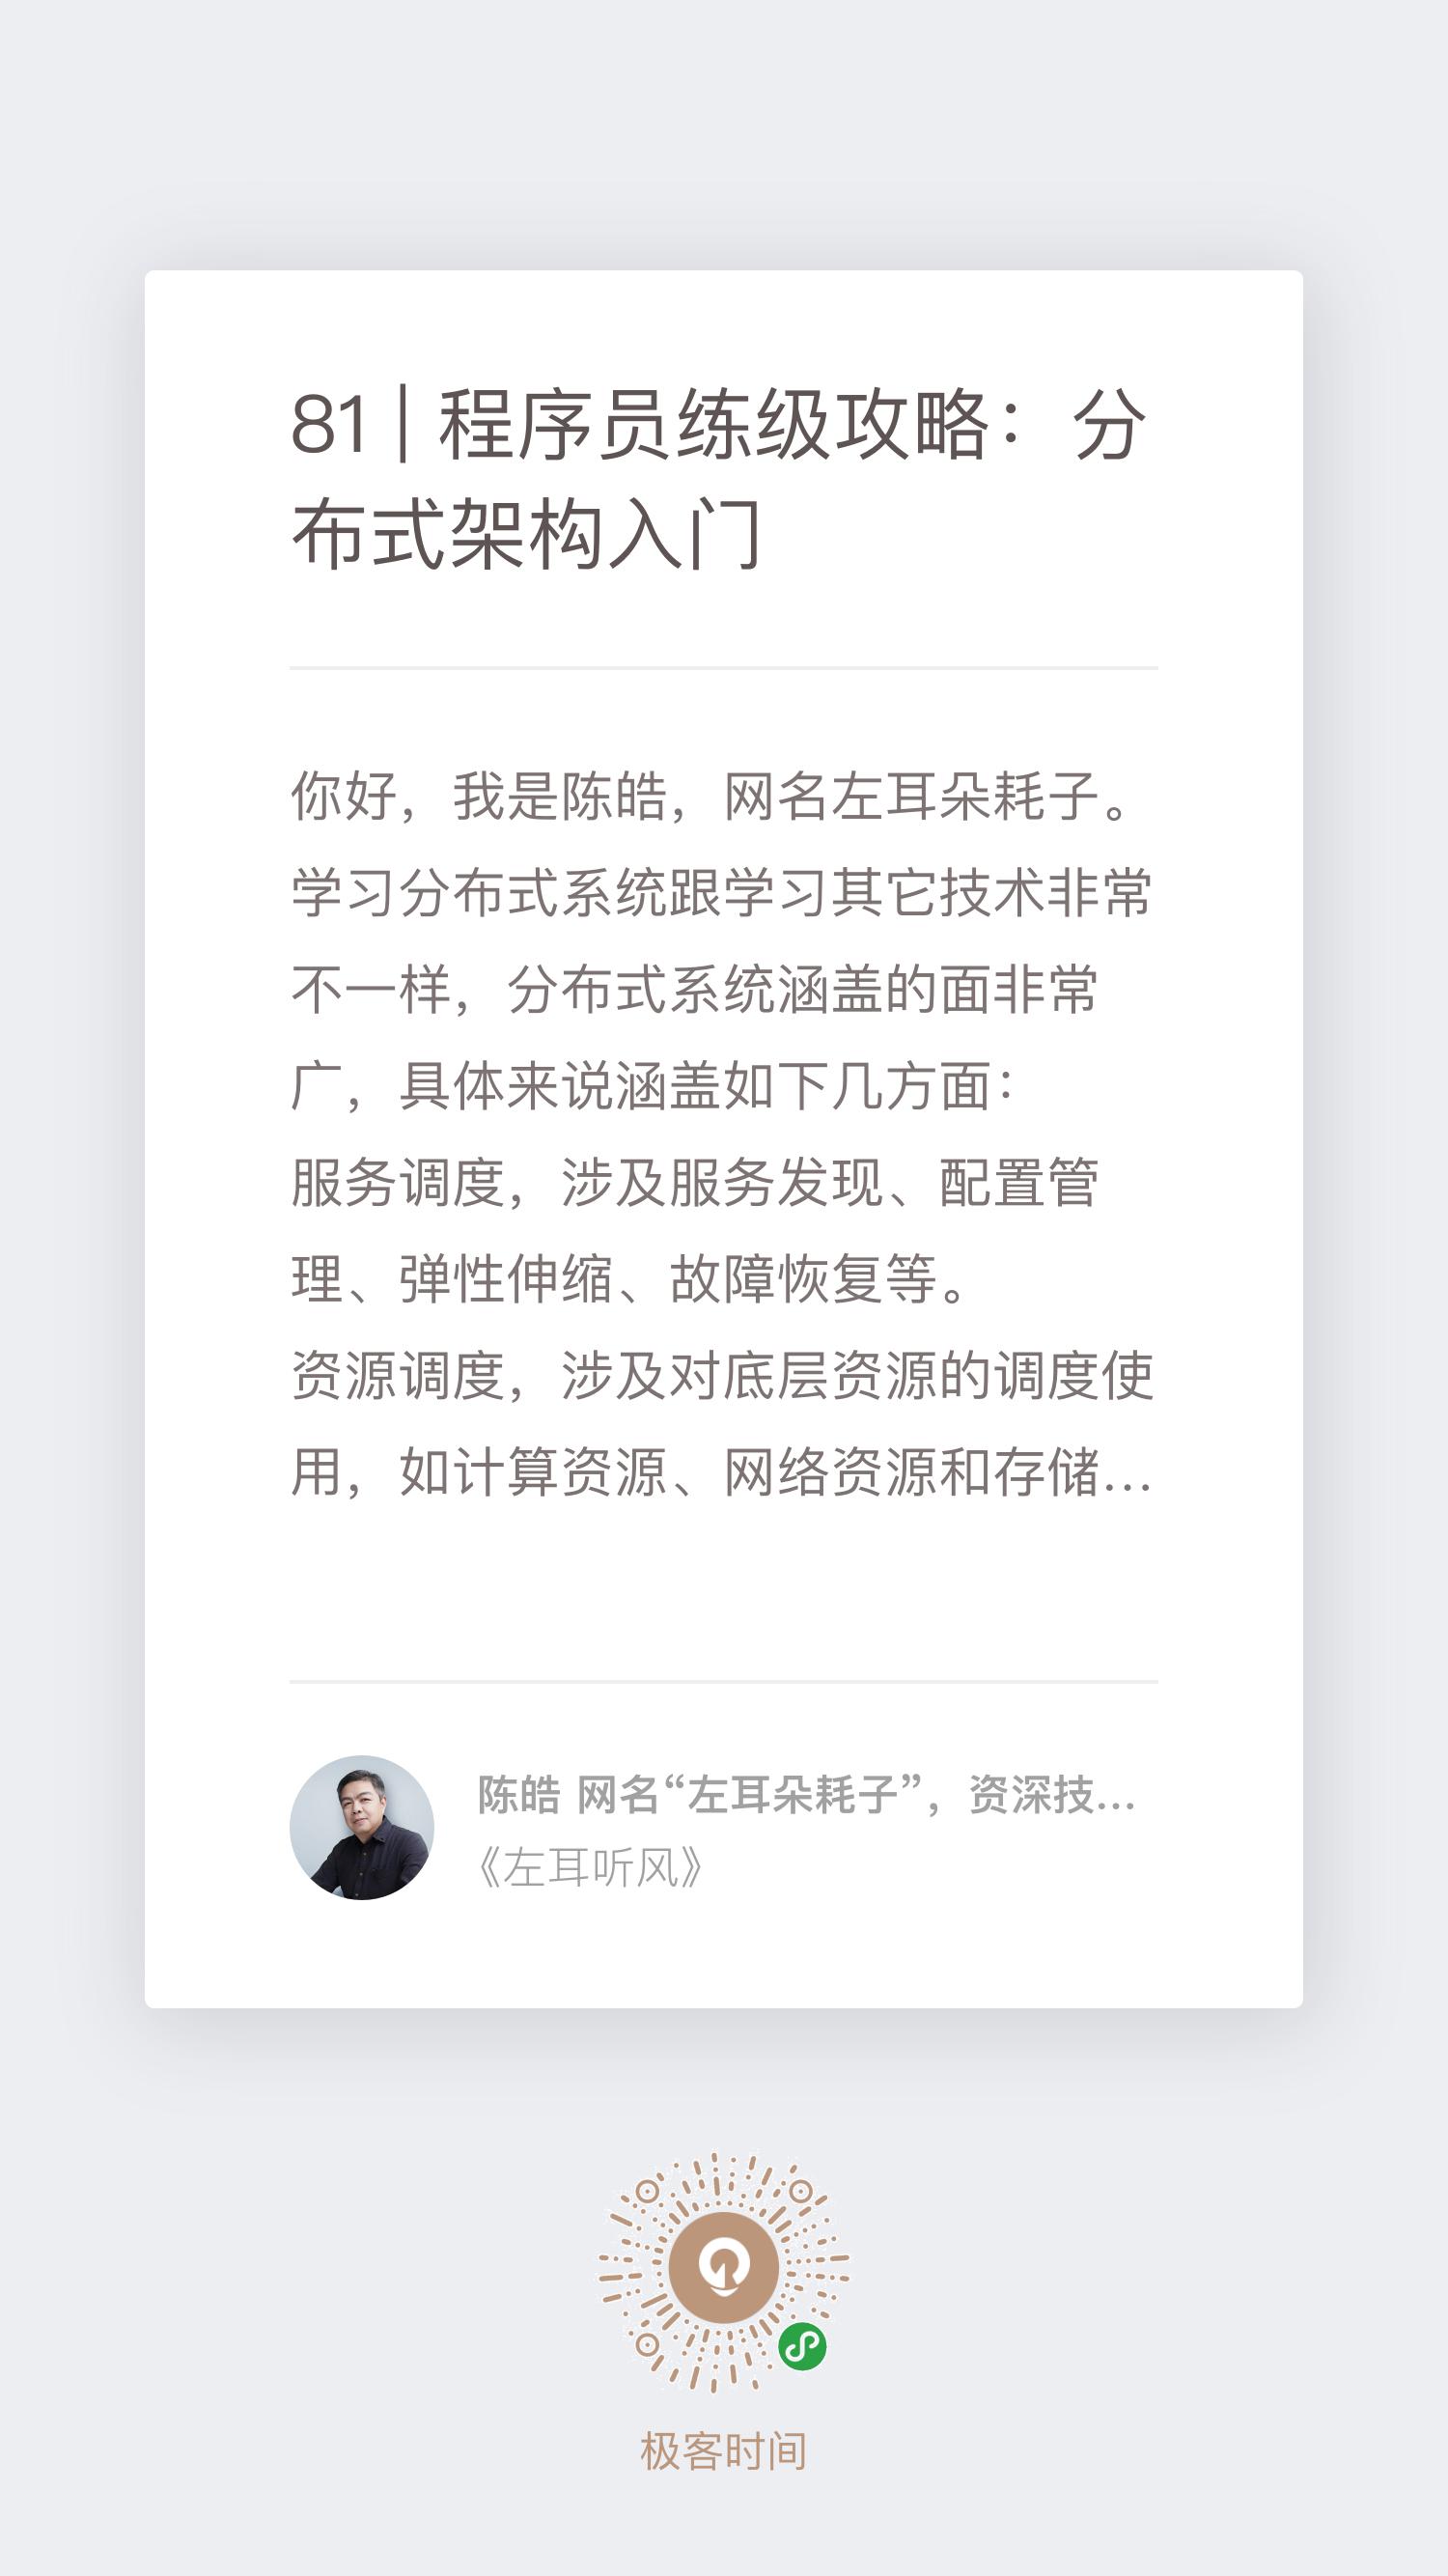 81 | 程序员练级攻略：分
布式架构入门
你好，我是陈皓，网名左耳朵耗子。
学习分布式系统跟学习其它技术非常
不一样，分布式系统涵盖的面非常
广，具体来说涵盖如下几方面：
服务调度，涉及服务发现、配置管
理、弹性伸缩、故障恢复等。
资源调度，涉及对底层资源的调度使
用，如计算资源、网络资源和存储...
陈皓 网名“左耳朵耗子”，资深技...
《左耳听风》
极客时间